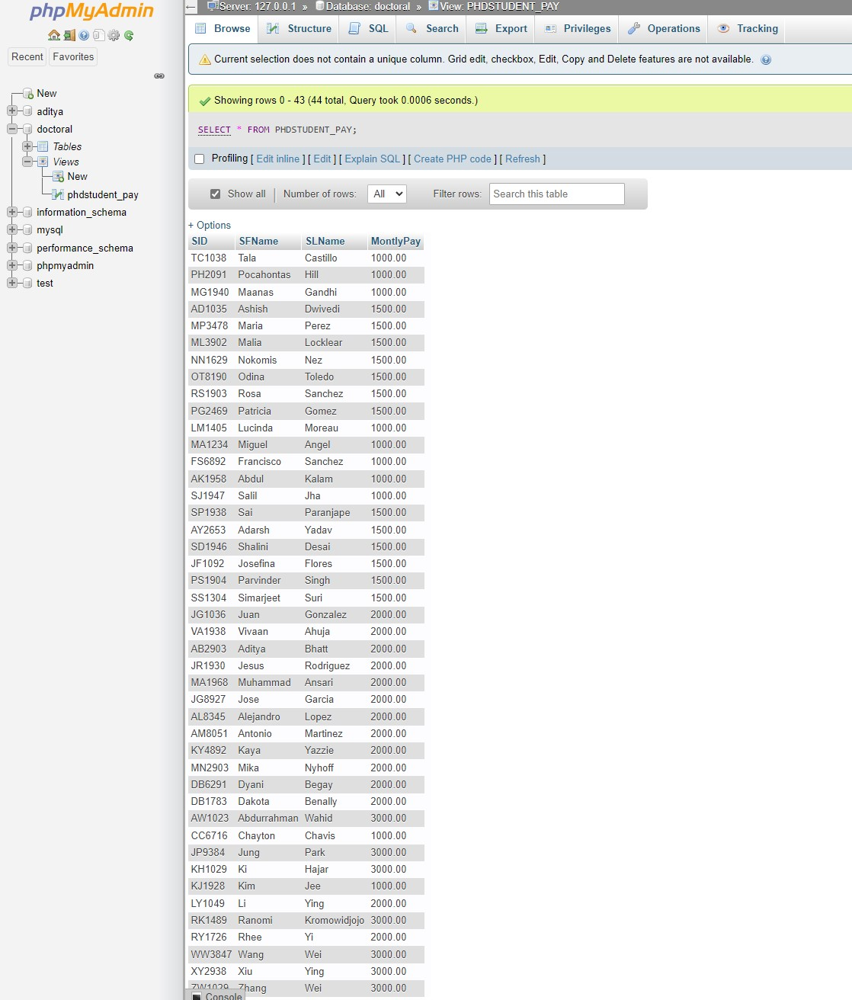 phpMyAdmin
Recent Favorites
New
aditya
doctoral
Tables
Views
New
phdstudent_pay
information_schema
mysql
performance_schema
phpmyadmin
test
Server: 127.0.0.1 » Database: doctoral » View: PHDSTUDENT_PAY
Browse Structure SQL Search Export Privileges Operations Tracking
Current selection does not contain a unique column. Grid edit, checkbox, Edit, Copy and Delete features are not available.
Showing rows 0 - 43 (44 total, Query took 0.0006 seconds.)
SELECT * FROM PHDSTUDENT_PAY;
Profiling [ Edit inline ] [ Edit ] [ Explain SQL ] [ Create PHP code ] [ Refresh ]
Show all | Number of rows: All Filter rows: Search this table
+ Options
SID SFName SLName MontlyPay
TC1038 Tala Castillo 1000.00
PH2091 Pocahontas Hill 1000.00
MG1940 Maanas Gandhi 1000.00
AD1035 Ashish Dwivedi 1500.00
MP3478 Maria Perez 1500.00
ML3902 Malia Locklear 1500.00
NN1629 Nokomis Nez 1500.00
OT8190 Odina Toledo 1500.00
RS1903 Rosa Sanchez 1500.00
PG2469 Patricia Gomez 1500.00
LM1405 Lucinda Moreau 1000.00
MA1234 Miguel Angel 1000.00
FS6892 Francisco Sanchez 1000.00
AK1958 Abdul Kalam 1000.00
SJ1947 Salil Jha 1000.00
SP1938 Sai Paranjape 1500.00
AY2653 Adarsh Yadav 1500.00
SD1946 Shalini Desai 1500.00
JF1092 Josefina Flores 1500.00
PS1904 Parvinder Singh 1500.00
SS1304 Simarjeet Suri 1500.00
JG1036 Juan Gonzalez 2000.00
VA1938 Vivaan Ahuja 2000.00
AB2903 Aditya Bhatt 2000.00
JR1930 Jesus Rodriguez 2000.00
MA1968 Muhammad Ansari 2000.00
JG8927 Jose Garcia 2000.00
AL8345 Alejandro Lopez 2000.00
AM8051 Antonio Martinez 2000.00
KY4892 Kaya Yazzie 2000.00
MN2903 Mika Nyhoff 2000.00
DB6291 Dyani Begay 2000.00
DB1783 Dakota Benally 2000.00
AW1023 Abdurrahman Wahid 3000.00
CC6716 Chayton Chavis 1000.00
JP9384 Jung Park 3000.00
KH1029 Ki Hajar 3000.00
KJ1928 Kim Jee 1000.00
LY1049 Li Ying 2000.00
RK1489 Ranomi Kromowidjojo 3000.00
RY1726 Rhee Yi 2000.00
WW3847 Wang Wei 3000.00
XY2938 Xiu Ying 3000.00
ZW1029 Zhang Wei 3000.00
Console